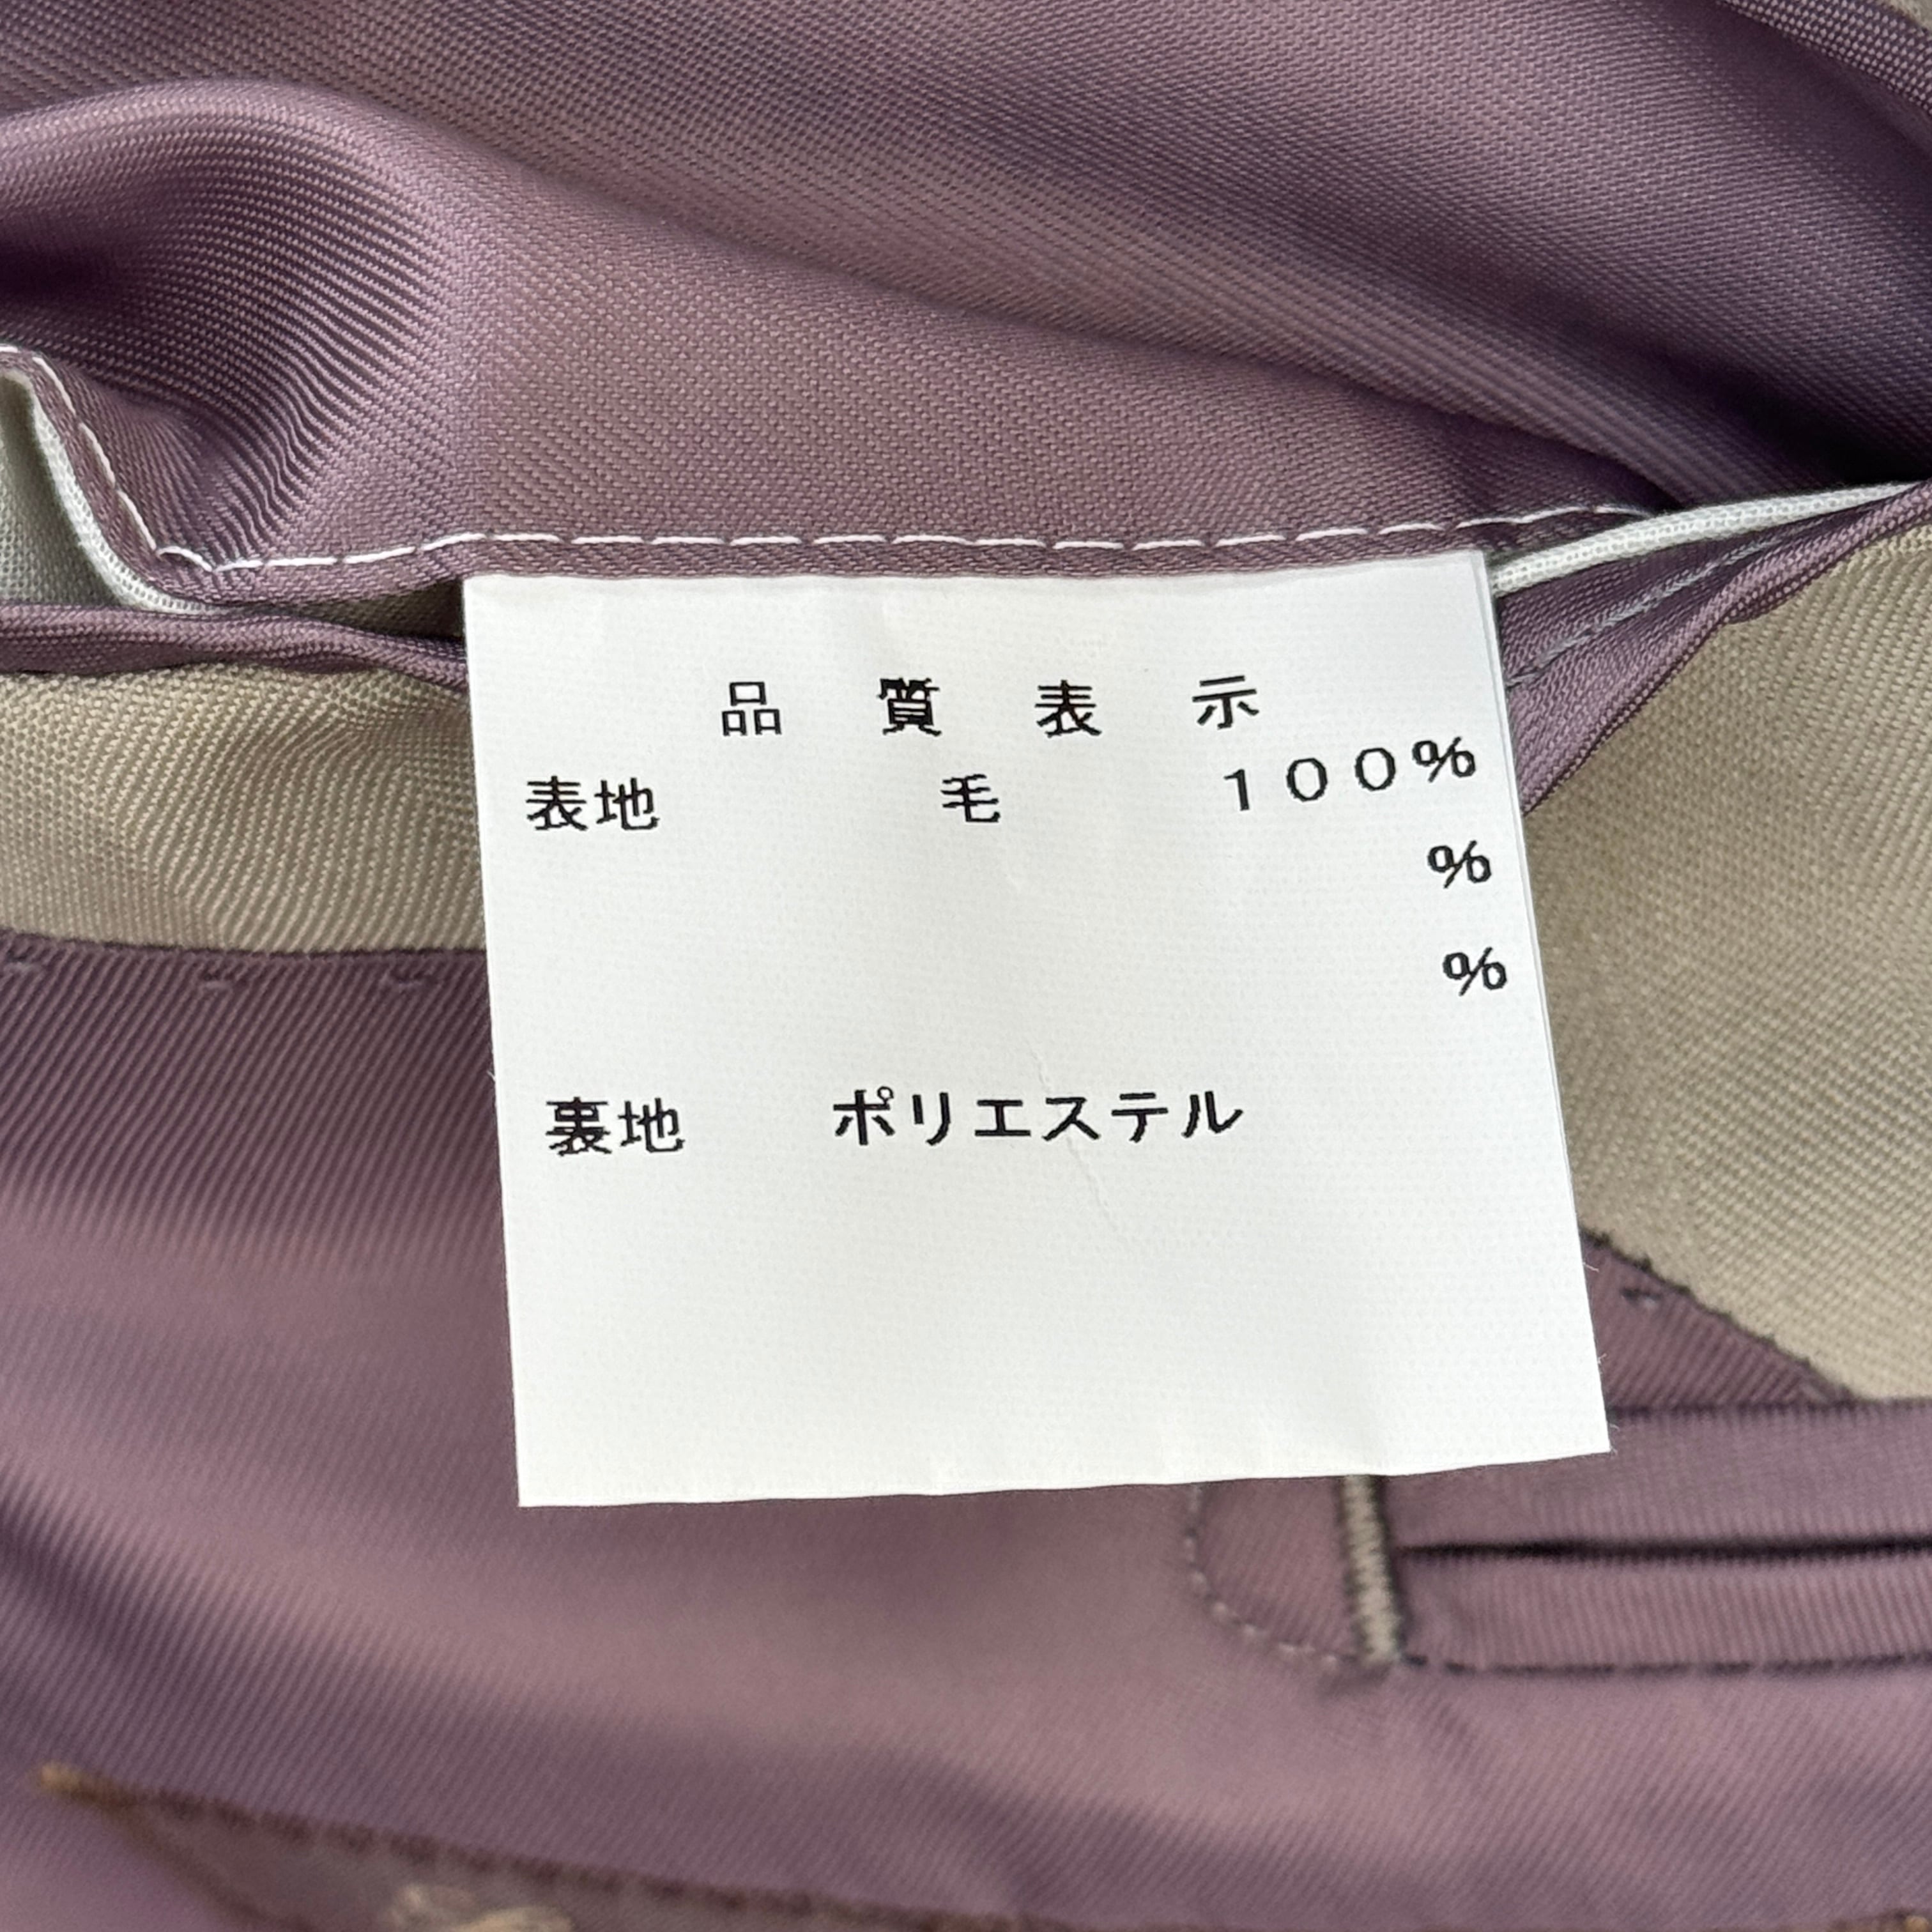 品質表示
表地 毛 100%
%
%
裏地 ポリエステル